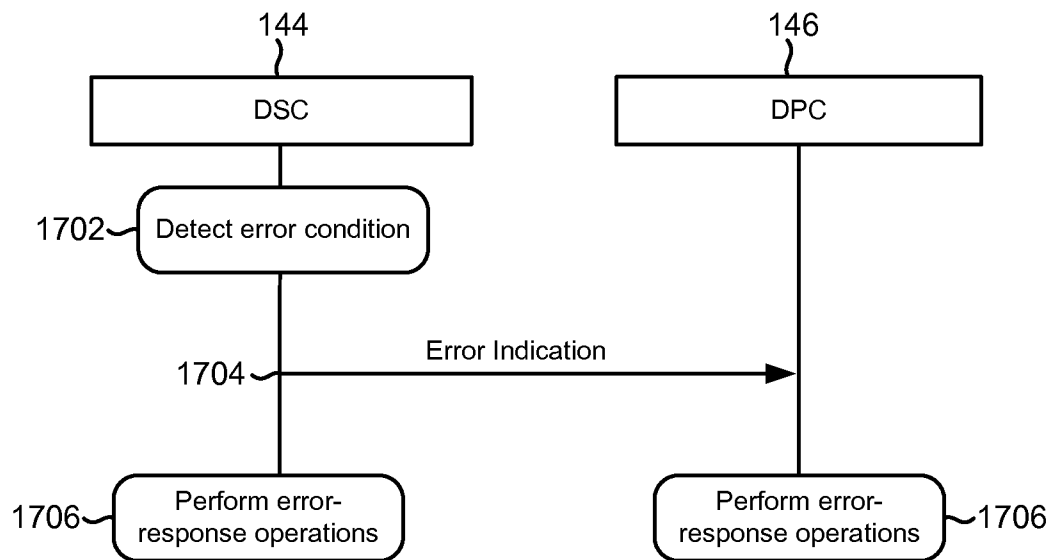 144
146
DSC
DPC
1702
Detect error condition
Error Indication
1704
1706
Perform error-
response operations
Perform error-
response operations
1706